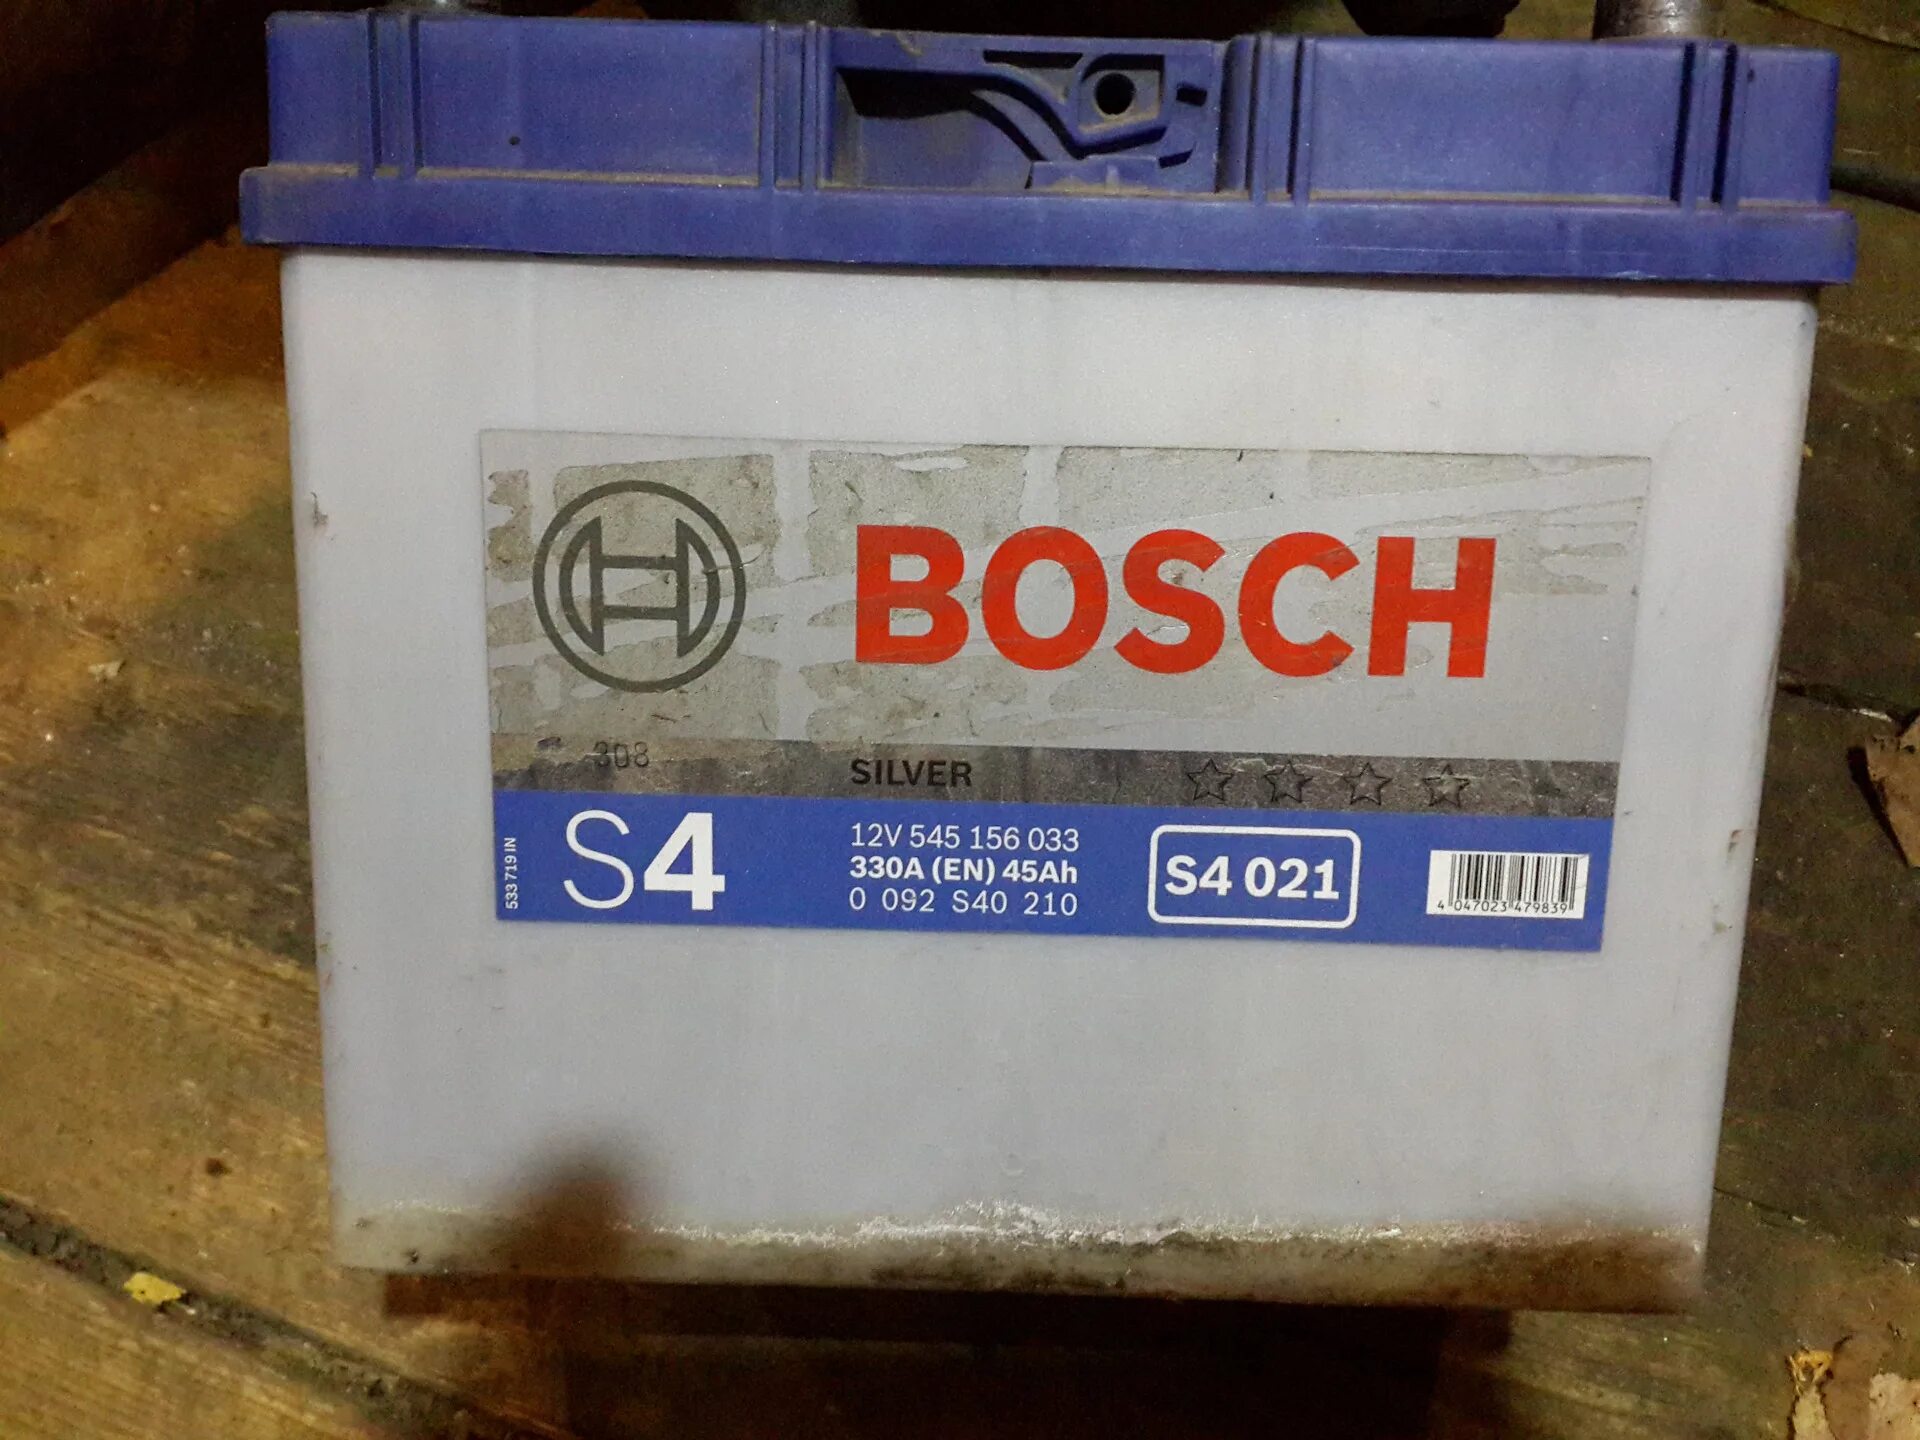 BOSCH
308
SILVER
S4
12V 545 156 033
330A (EN) 45Ah
0 092 S40 210
S4 021
533 719 IN
4 047023 479839